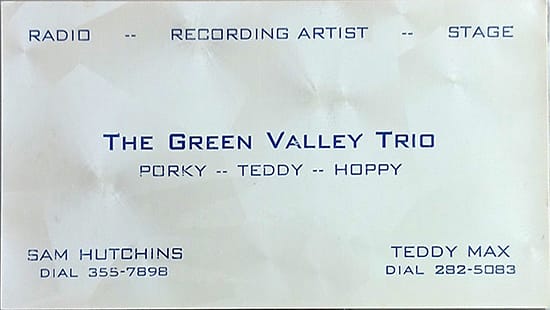 RADIO -- RECORDING ARTIST -- STAGE
THE GREEN VALLEY TRIO
PORKY -- TEDDY -- HOPPY
SAM HUTCHINS
DIAL 355-7898
TEDDY MAX
DIAL 282-5083